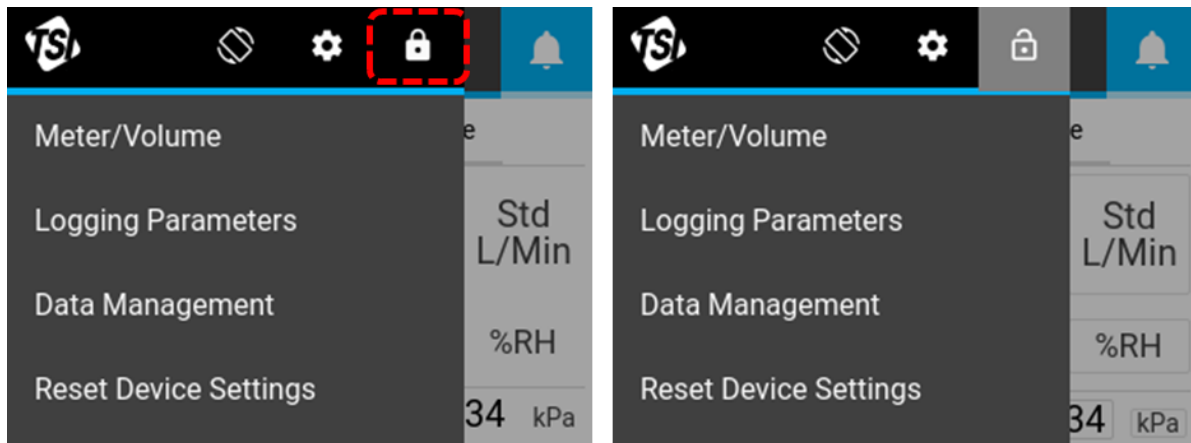 TSI
Meter/Volume
Logging Parameters
Data Management
Reset Device Settings
e
Std
L/Min
%RH
34 kPa
TSI
Meter/Volume
Logging Parameters
Data Management
Reset Device Settings
e
Std
L/Min
%RH
34 kPa